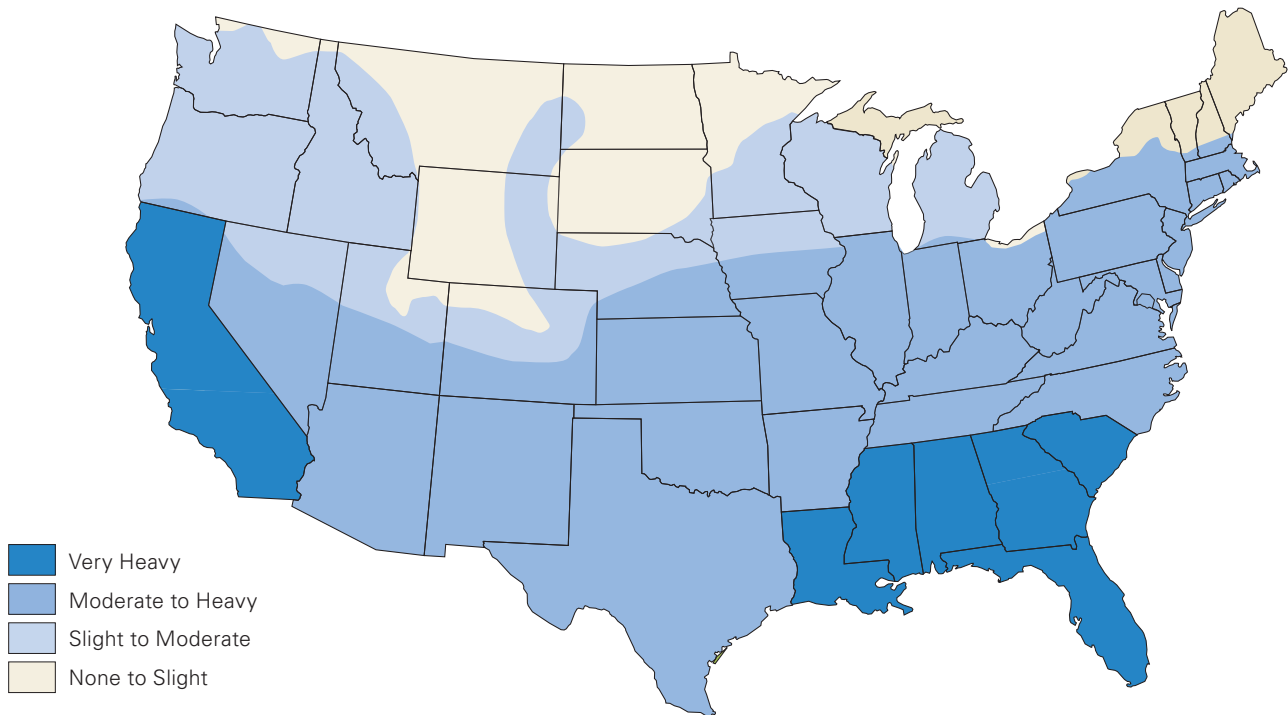 Very Heavy
Moderate to Heavy
Slight to Moderate
None to Slight